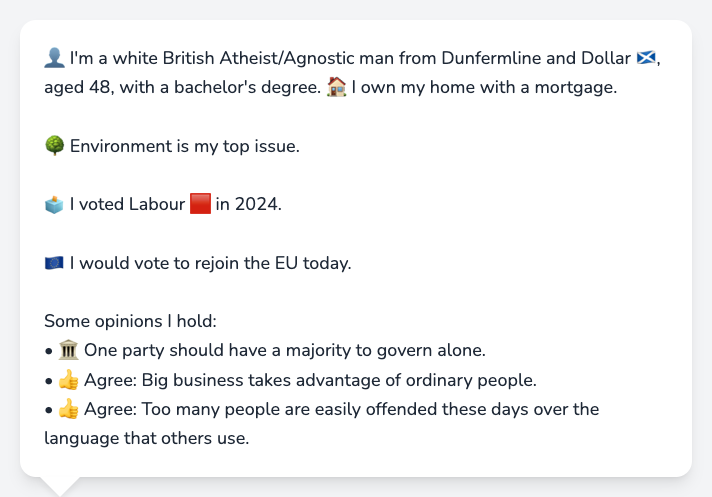 👤 I'm a white British Atheist/Agnostic man from Dunfermline and Dollar 🏴󠁧󠁢󠁳󠁣󠁴󠁿,
aged 48, with a bachelor's degree. 🏠 I own my home with a mortgage.
🌳 Environment is my top issue.
🗳️ I voted Labour 🟥 in 2024.
🇪🇺 I would vote to rejoin the EU today.
Some opinions I hold:
• 🏛️ One party should have a majority to govern alone.
• 👍 Agree: Big business takes advantage of ordinary people.
• 👍 Agree: Too many people are easily offended these days over the
language that others use.